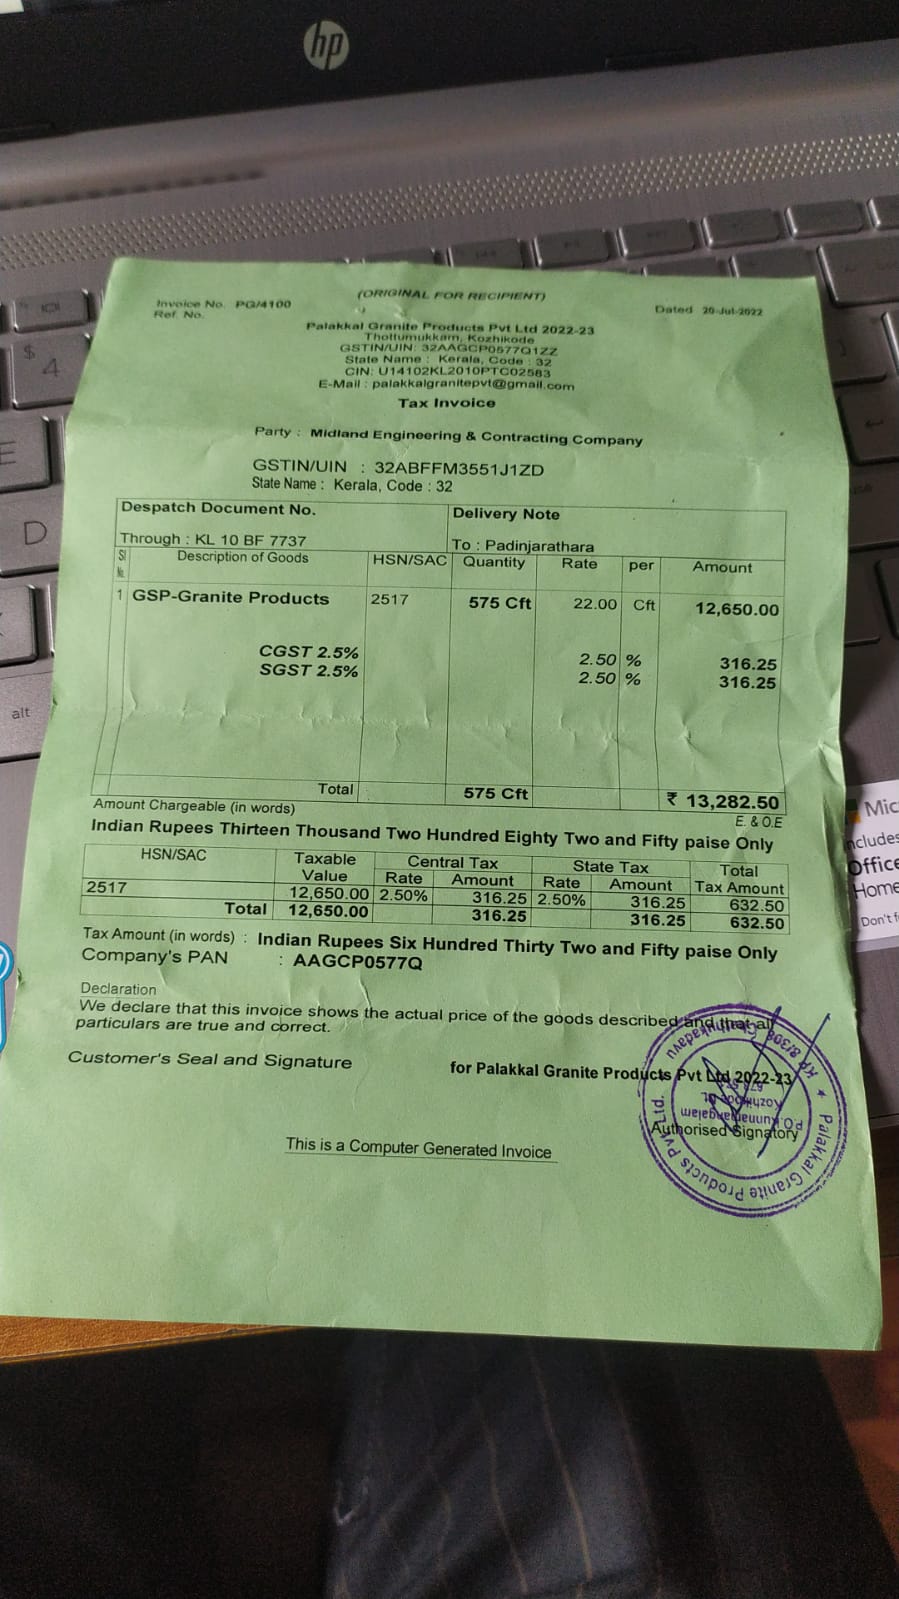 hp
(ORIGINAL FOR RECIPIENT)
Invoice No. PG/4100
Dated 20-Jul-2022
Ref. No.
Palakkal Granite Products Pvt Ltd 2022-23
Thottumukkam, Kozhikode
GSTIN/UIN: 32AAGCP0577Q1ZZ
State Name : Kerala, Code : 32
CIN: U14102KL2010PTC02583
E-Mail : palakkalgranitepvt@gmail.com
Tax Invoice
Party : Midland Engineering & Contracting Company
GSTIN/UIN : 32ABFFM3551J1ZD
State Name : Kerala, Code : 32
Despatch Document No. Delivery Note
Through : KL 10 BF 7737 To : Padinjarathara
Sl No. Description of Goods HSN/SAC Quantity Rate per Amount
1 GSP-Granite Products 2517 575 Cft 22.00 Cft 12,650.00
CGST 2.5% 2.50 % 316.25
SGST 2.5% 2.50 % 316.25
Total 575 Cft ₹ 13,282.50
Amount Chargeable (in words) E. & O.E
Indian Rupees Thirteen Thousand Two Hundred Eighty Two and Fifty paise Only
HSN/SAC Taxable Value Central Tax State Tax Total Tax Amount
Rate Amount Rate Amount
2517 12,650.00 2.50% 316.25 2.50% 316.25 632.50
Total 12,650.00 316.25 316.25 632.50
Tax Amount (in words) : Indian Rupees Six Hundred Thirty Two and Fifty paise Only
Company's PAN : AAGCP0577Q
Declaration
We declare that this invoice shows the actual price of the goods described and that all
particulars are true and correct.
Customer's Seal and Signature
for Palakkal Granite Products Pvt Ltd 2022-23
Authorised Signatory
This is a Computer Generated Invoice
Palakkal Granite Products Pvt. Ltd.
P.O. Kunnamangalam
$
4
E
D
alt
Office
Home